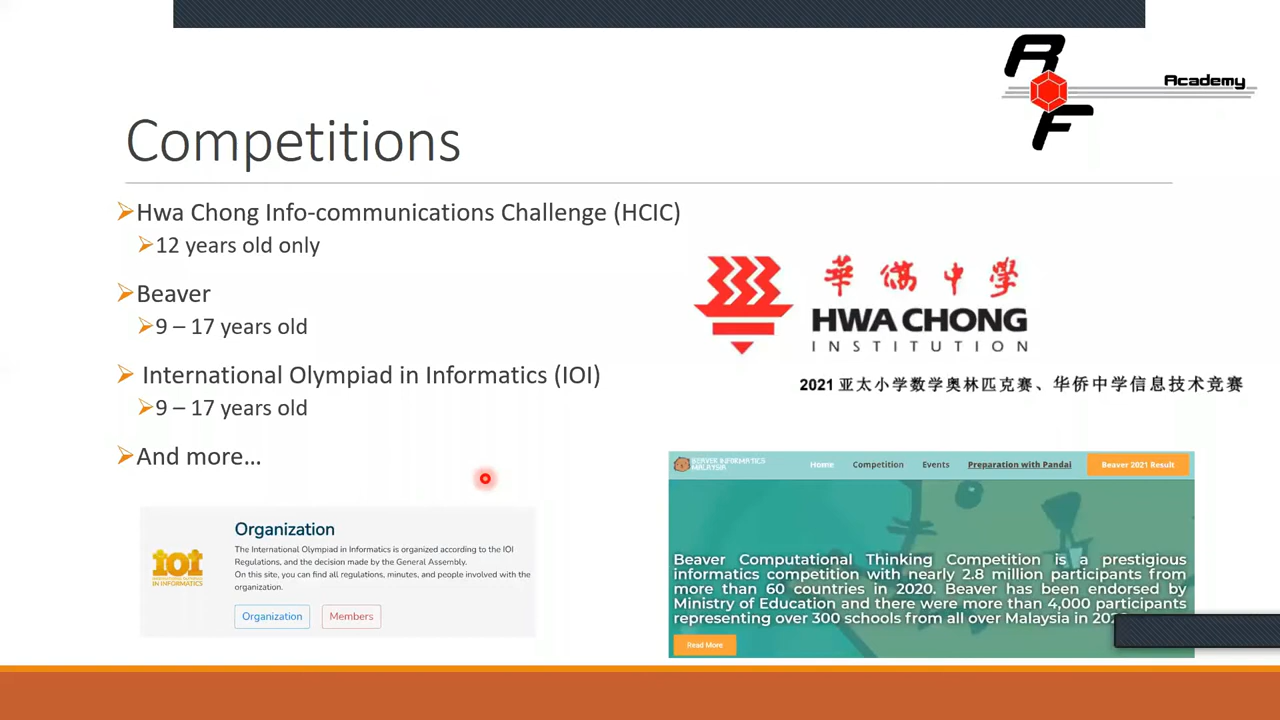 R F Academy
Competitions
Hwa Chong Info-communications Challenge (HCIC)
12 years old only
Beaver
9 – 17 years old
International Olympiad in Informatics (IOI)
9 – 17 years old
And more…
華僑中學
HWA CHONG
INSTITUTION
2021 亚太小学数学奥林匹克赛、华侨中学信息技术竞赛
ioi
INTERNATIONAL OLYMPIAD
IN INFORMATICS
Organization
The International Olympiad in Informatics is organized according to the IOI
Regulations, and the decision made by the General Assembly.
On this site, you can find all regulations, minutes, and people involved with the
organization.
Organization Members
BEAVER INFORMATICS
MALAYSIA
Home Competition Events Preparation with Pandai Beaver 2021 Result
Beaver Computational Thinking Competition is a prestigious
informatics competition with nearly 2.8 million participants from
more than 60 countries in 2020. Beaver has been endorsed by
Ministry of Education and there were more than 4,000 participants
representing over 300 schools from all over Malaysia in
Read More